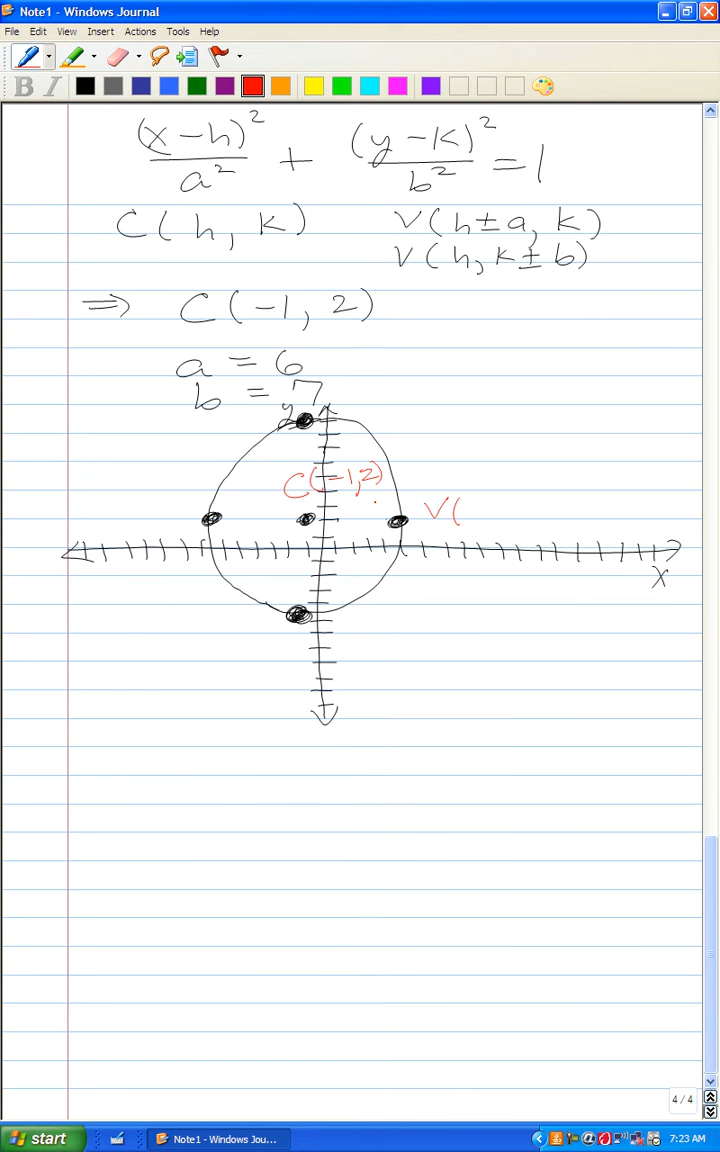 Note1 - Windows Journal
File Edit View Insert Actions Tools Help
B I
(x-h)²/a² + (y-k)²/b² = 1
C(h, k) V(h±a, k)
V(h, k±b)
⇒ C(-1, 2)
a = 6
b = 7
y
C(-1, 2)
V(
x
4 / 4
start Note1 - Windows Jou... 7:23 AM